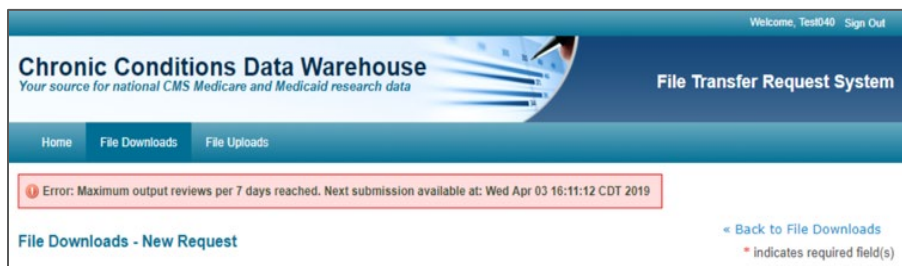 Welcome, Test040 Sign Out
Chronic Conditions Data Warehouse
Your source for national CMS Medicare and Medicaid research data
File Transfer Request System
Home File Downloads File Uploads
Error: Maximum output reviews per 7 days reached. Next submission available at: Wed Apr 03 16:11:12 CDT 2019
« Back to File Downloads
File Downloads - New Request
* indicates required field(s)